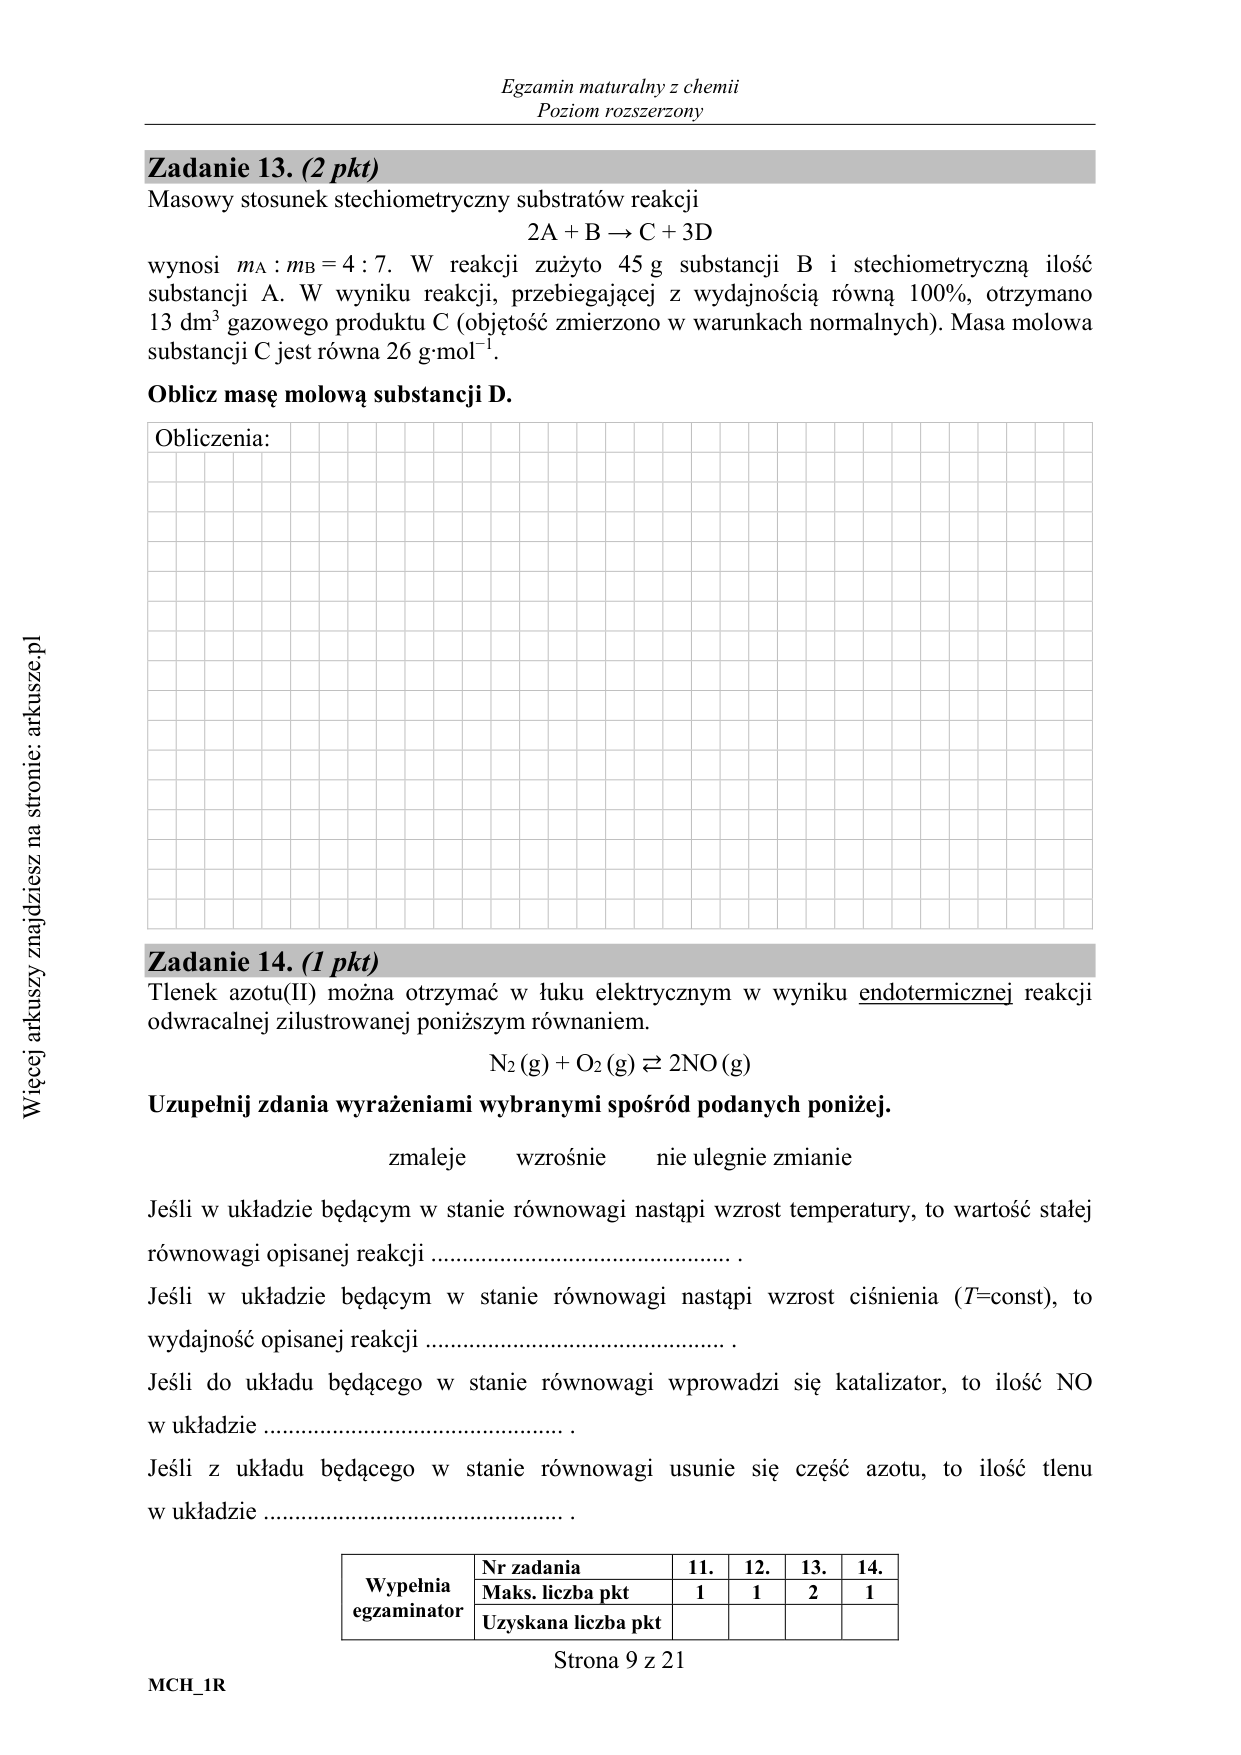 Egzamin maturalny z chemii
Poziom rozszerzony
Zadanie 13. (2 pkt)
Masowy stosunek stechiometryczny substratów reakcji
2A + B → C + 3D
wynosi mA : mB = 4 : 7. W reakcji zużyto 45 g substancji B i stechiometryczną ilość
substancji A. W wyniku reakcji, przebiegającej z wydajnością równą 100%, otrzymano
13 dm³ gazowego produktu C (objętość zmierzono w warunkach normalnych). Masa molowa
substancji C jest równa 26 g·mol⁻¹.
Oblicz masę molową substancji D.
Obliczenia:
Zadanie 14. (1 pkt)
Tlenek azotu(II) można otrzymać w łuku elektrycznym w wyniku endotermicznej reakcji
odwracalnej zilustrowanej poniższym równaniem.
N₂ (g) + O₂ (g) ⇄ 2NO (g)
Uzupełnij zdania wyrażeniami wybranymi spośród podanych poniżej.
zmaleje wzrośnie nie ulegnie zmianie
Jeśli w układzie będącym w stanie równowagi nastąpi wzrost temperatury, to wartość stałej
równowagi opisanej reakcji ................................................ .
Jeśli w układzie będącym w stanie równowagi nastąpi wzrost ciśnienia (T=const), to
wydajność opisanej reakcji ................................................ .
Jeśli do układu będącego w stanie równowagi wprowadzi się katalizator, to ilość NO
w układzie ................................................ .
Jeśli z układu będącego w stanie równowagi usunie się część azotu, to ilość tlenu
w układzie ................................................ .
Wypełnia egzaminator
Nr zadania 11. 12. 13. 14.
Maks. liczba pkt 1 1 2 1
Uzyskana liczba pkt
Strona 9 z 21
MCH_1R
Więcej arkuszy znajdziesz na stronie: arkusze.pl